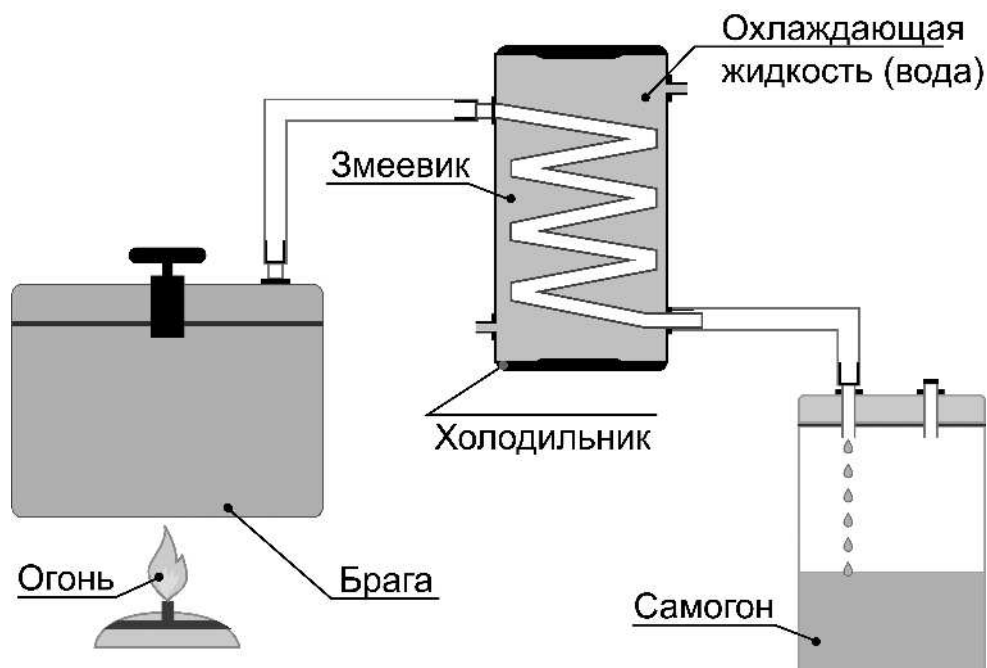 Охлаждающая
жидкость (вода)
Змеевик
Холодильник
Огонь
Брага
Самогон